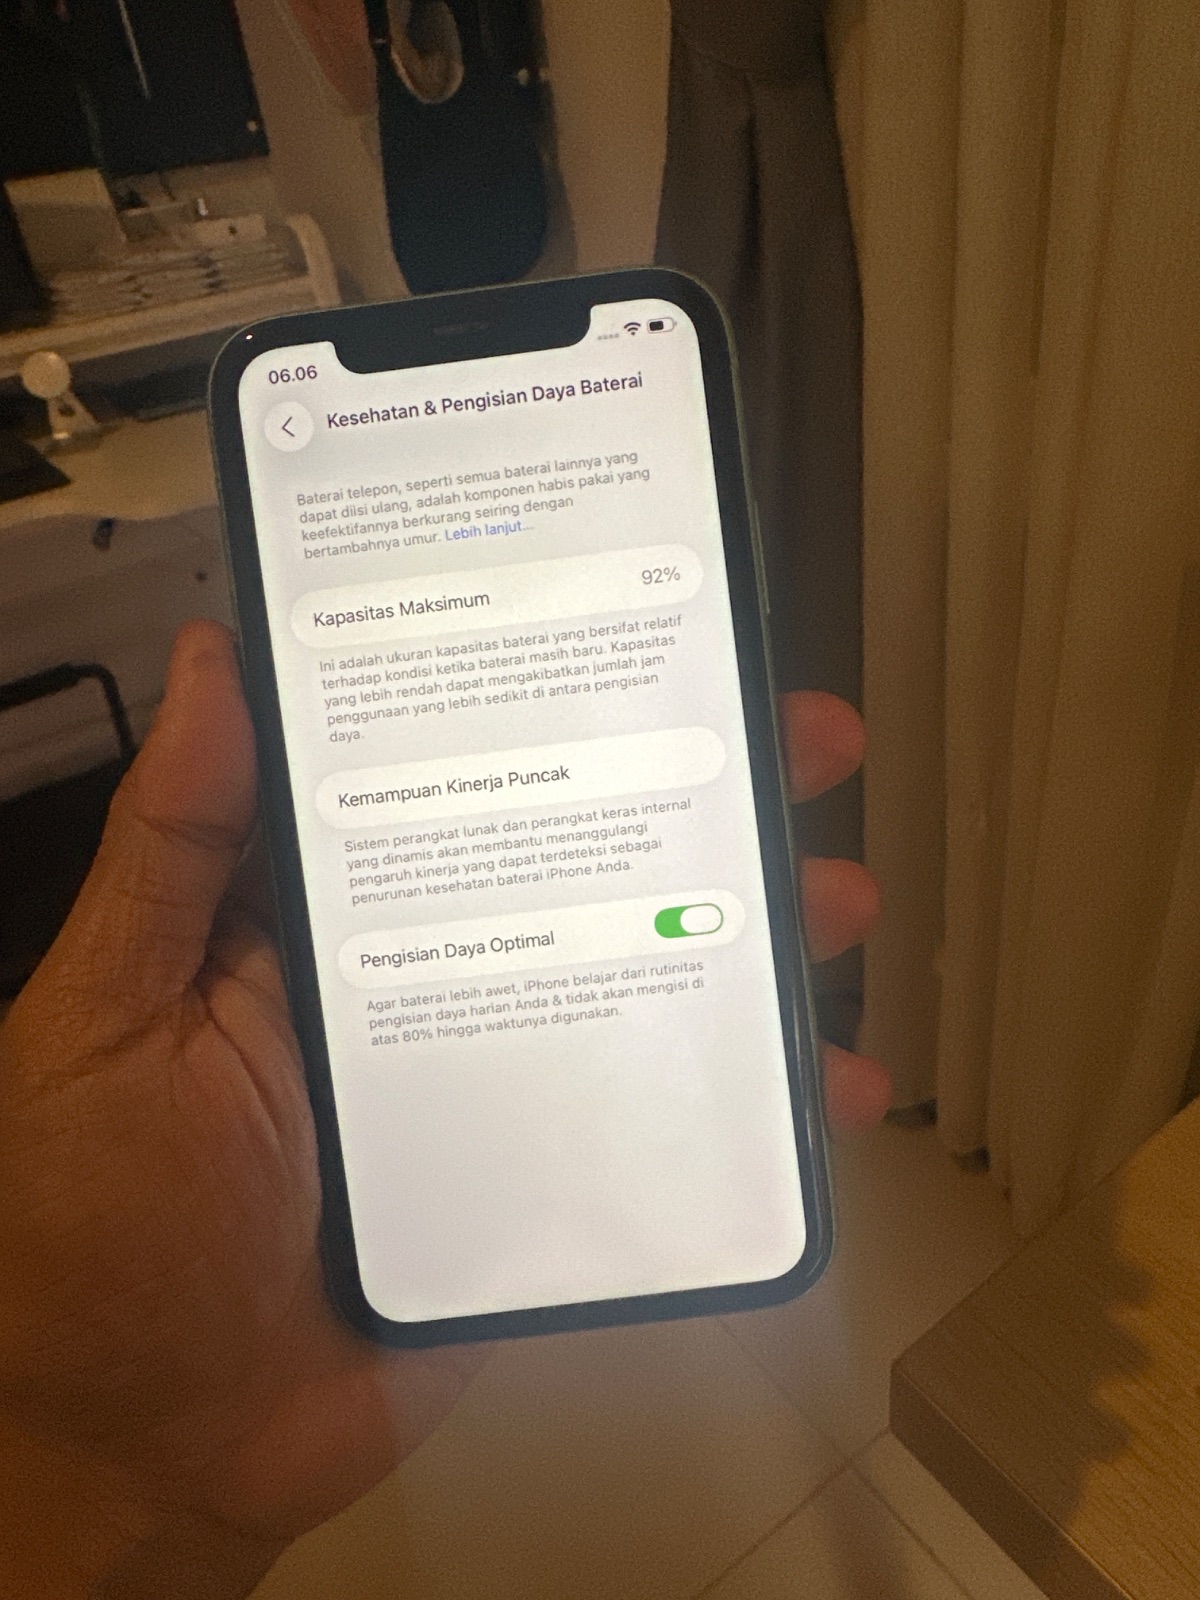 06.06
Kesehatan & Pengisian Daya Baterai
Baterai telepon, seperti semua baterai lainnya yang
dapat diisi ulang, adalah komponen habis pakai yang
keefektifannya berkurang seiring dengan
bertambahnya umur. Lebih lanjut...
Kapasitas Maksimum 92%
Ini adalah ukuran kapasitas baterai yang bersifat relatif
terhadap kondisi ketika baterai masih baru. Kapasitas
yang lebih rendah dapat mengakibatkan jumlah jam
penggunaan yang lebih sedikit di antara pengisian
daya.
Kemampuan Kinerja Puncak
Sistem perangkat lunak dan perangkat keras internal
yang dinamis akan membantu menanggulangi
pengaruh kinerja yang dapat terdeteksi sebagai
penurunan kesehatan baterai iPhone Anda.
Pengisian Daya Optimal
Agar baterai lebih awet, iPhone belajar dari rutinitas
pengisian daya harian Anda & tidak akan mengisi di
atas 80% hingga waktunya digunakan.